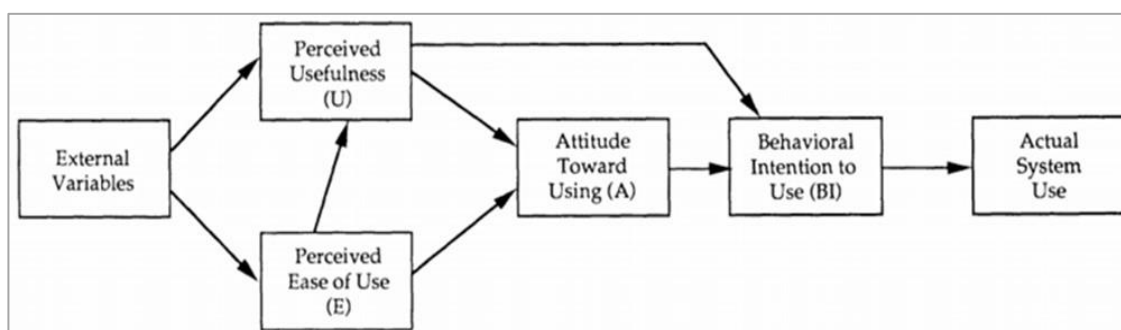 External
Variables
Perceived
Usefulness
(U)
Perceived
Ease of Use
(E)
Attitude
Toward
Using (A)
Behavioral
Intention to
Use (BI)
Actual
System
Use